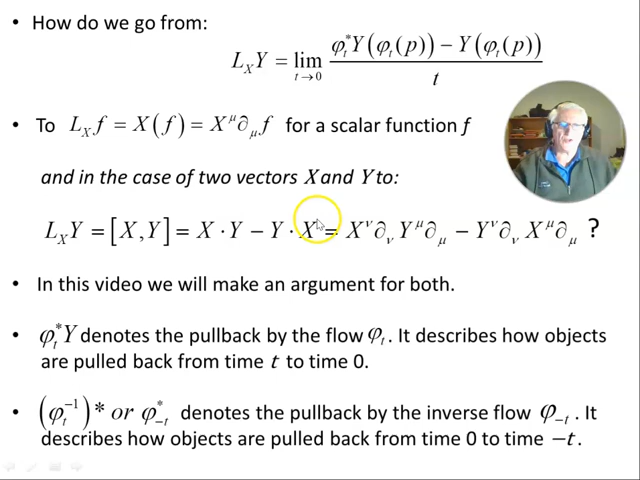 • How do we go from:
L_X Y = lim_{t→0} (φ_t^* Y(φ_t(p)) − Y(φ_t(p))) / t
• To L_X f = X(f) = X^μ ∂_μ f for a scalar function f
and in the case of two vectors X and Y to:
L_X Y = [X, Y] = X · Y − Y · X = X^ν ∂_ν Y^μ ∂_μ − Y^ν ∂_ν X^μ ∂_μ ?
• In this video we will make an argument for both.
• φ_t^* Y denotes the pullback by the flow φ_t. It describes how objects
are pulled back from time t to time 0.
• (φ_t^{-1})* or φ_{-t}^* denotes the pullback by the inverse flow φ_{-t}. It
describes how objects are pulled back from time 0 to time −t.